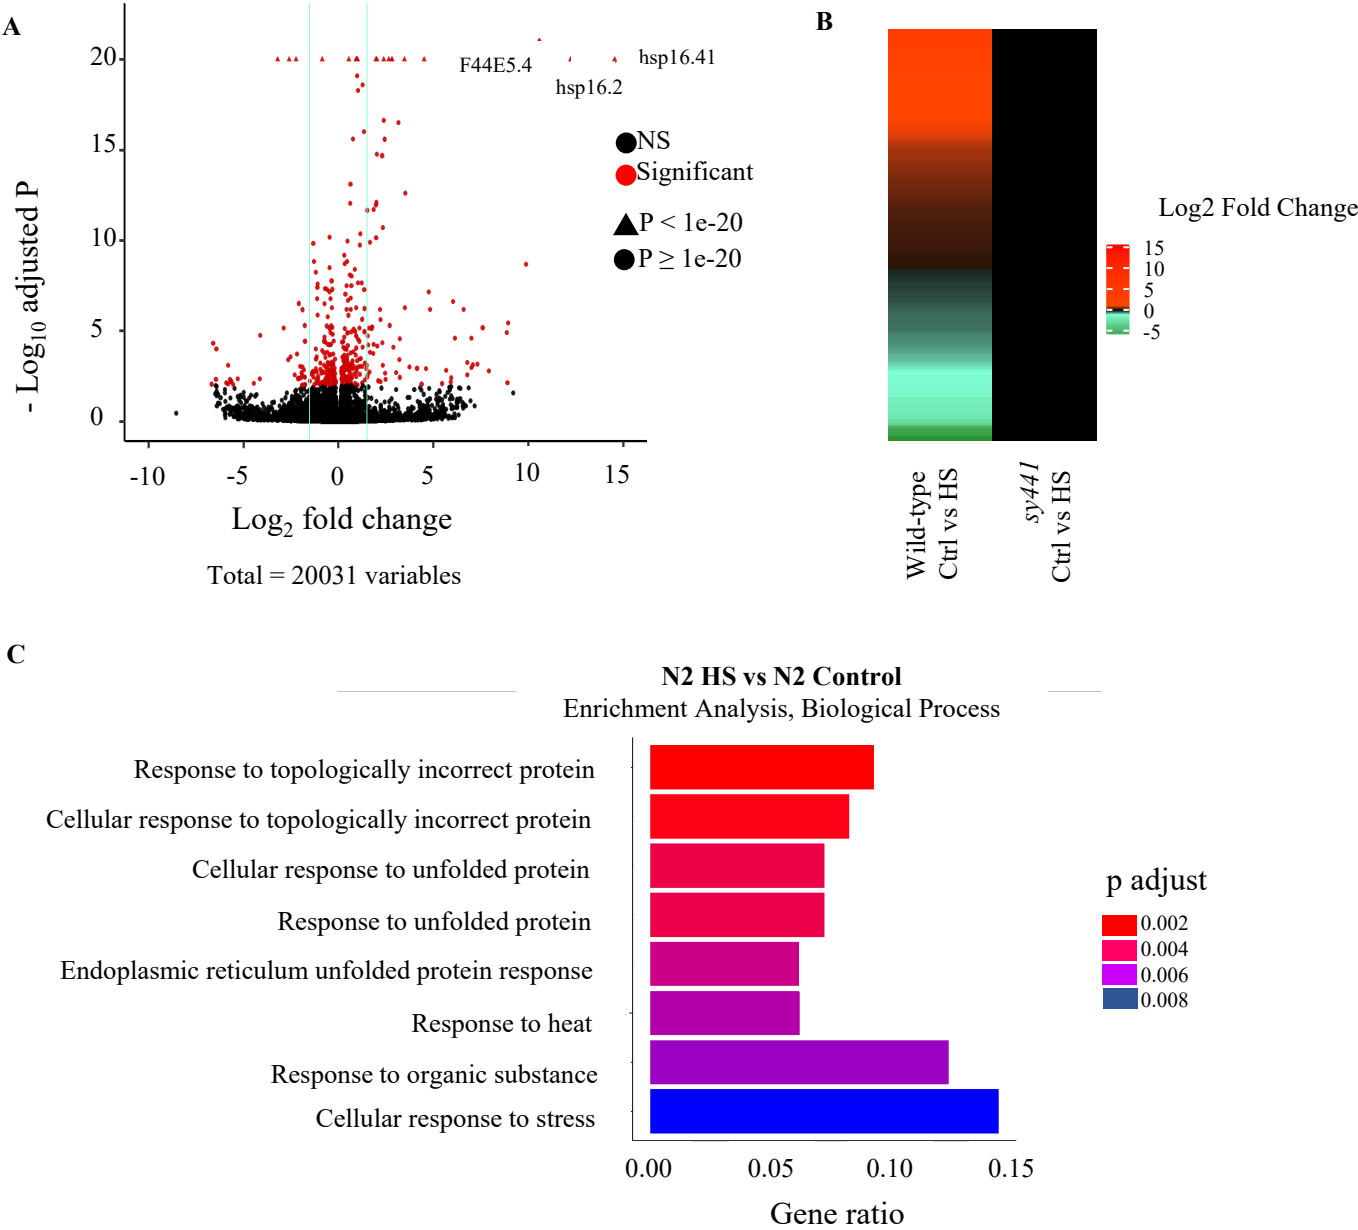 A
- Log10 adjusted P
20
15
10
5
0
-10
-5
0
5
10
15
Log2 fold change
Total = 20031 variables
F44E5.4
hsp16.2
hsp16.41
NS
Significant
P < 1e-20
P ≥ 1e-20
B
Wild-type
Ctrl vs HS
sy441
Ctrl vs HS
Log2 Fold Change
15
10
5
0
-5
C
N2 HS vs N2 Control
Enrichment Analysis, Biological Process
Response to topologically incorrect protein
Cellular response to topologically incorrect protein
Cellular response to unfolded protein
Response to unfolded protein
Endoplasmic reticulum unfolded protein response
Response to heat
Response to organic substance
Cellular response to stress
0.00
0.05
0.10
0.15
Gene ratio
p adjust
0.002
0.004
0.006
0.008